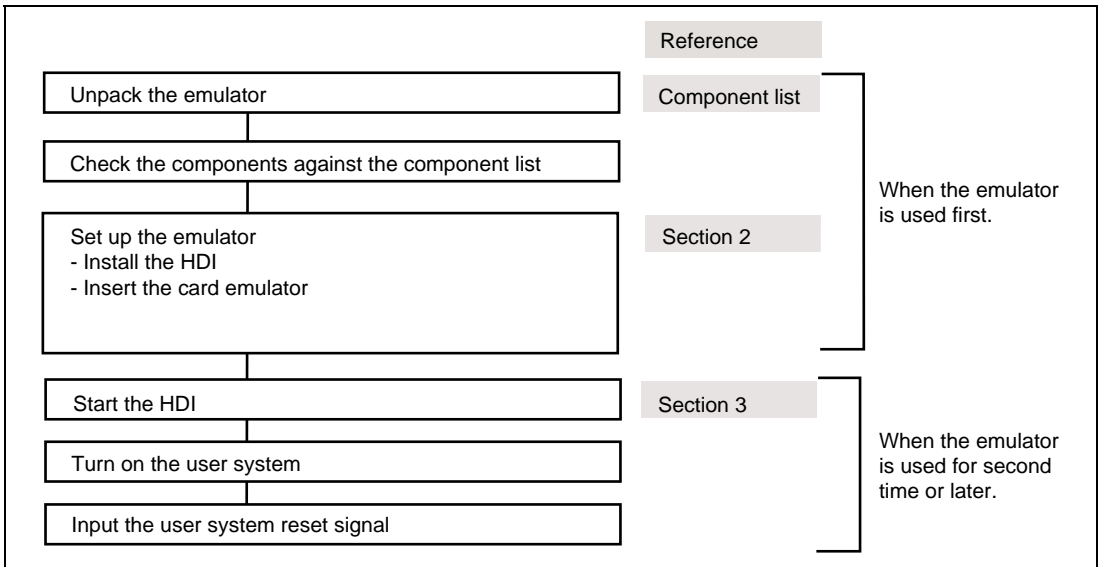 Reference
Unpack the emulator
Component list
Check the components against the component list
Set up the emulator
- Install the HDI
- Insert the card emulator
Section 2
When the emulator
is used first.
Start the HDI
Section 3
Turn on the user system
Input the user system reset signal
When the emulator
is used for second
time or later.